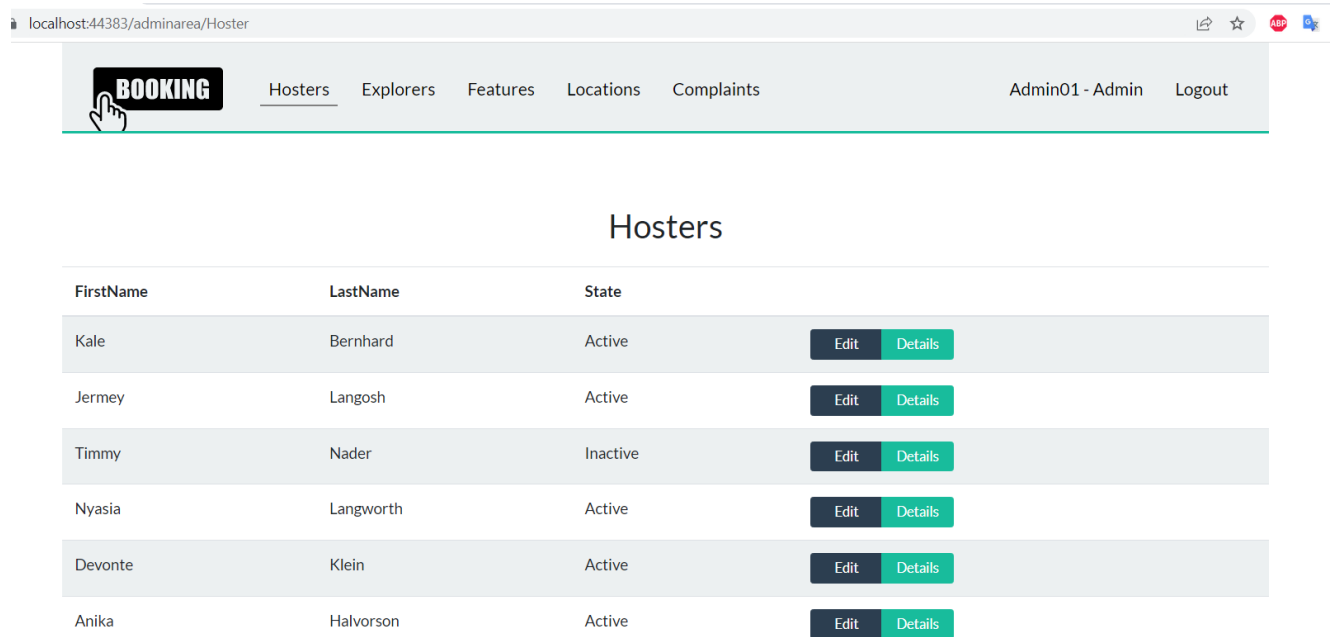 localhost:44383/adminarea/Hoster
ABP
BOOKING Hosters Explorers Features Locations Complaints Admin01 - Admin Logout
Hosters
FirstName LastName State
Kale Bernhard Active Edit Details
Jermey Langosh Active Edit Details
Timmy Nader Inactive Edit Details
Nyasia Langworth Active Edit Details
Devonte Klein Active Edit Details
Anika Halvorson Active Edit Details